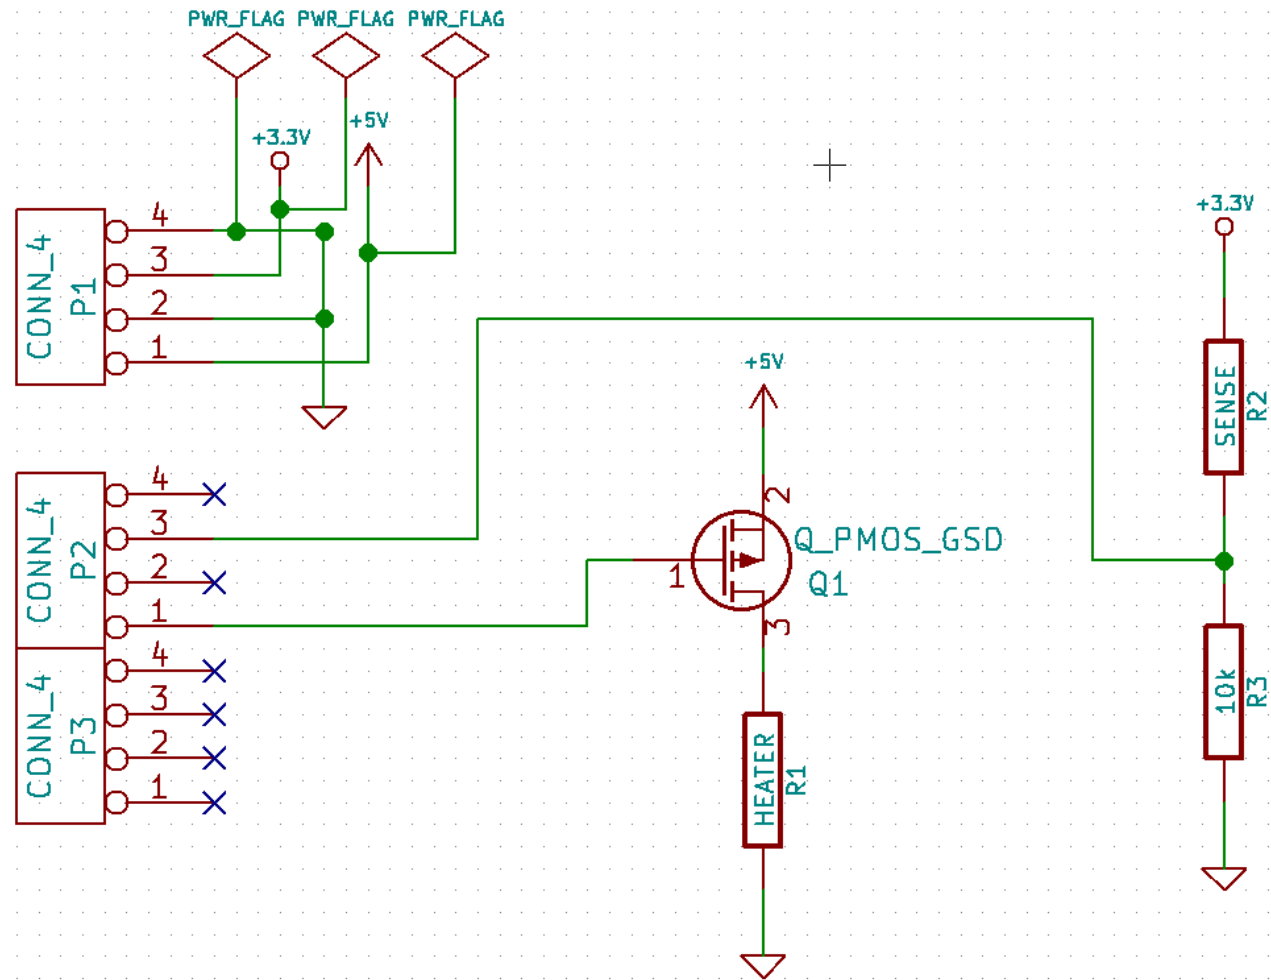 PWR_FLAG PWR_FLAG PWR_FLAG
+5V
+3.3V
CONN_4
P1
4
3
2
1
+3.3V
SENSE
R2
+5V
CONN_4
P2
4
3
2
1
2
Q_PMOS_GSD
1
Q1
3
CONN_4
P3
4
3
2
1
HEATER
R1
10k
R3